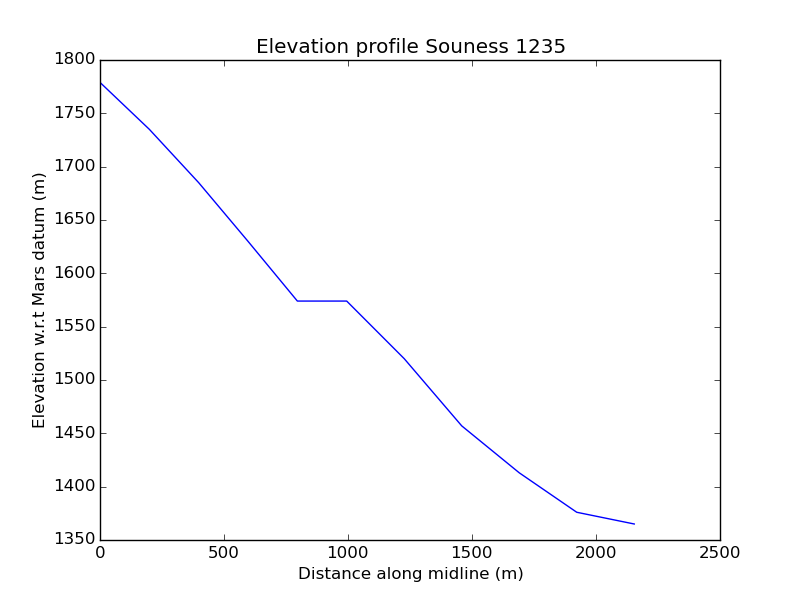 Elevation profile Souness 1235
1800
1750
1700
1650
1600
1550
1500
1450
1400
1350
Elevation w.r.t Mars datum (m)
0 500 1000 1500 2000 2500
Distance along midline (m)